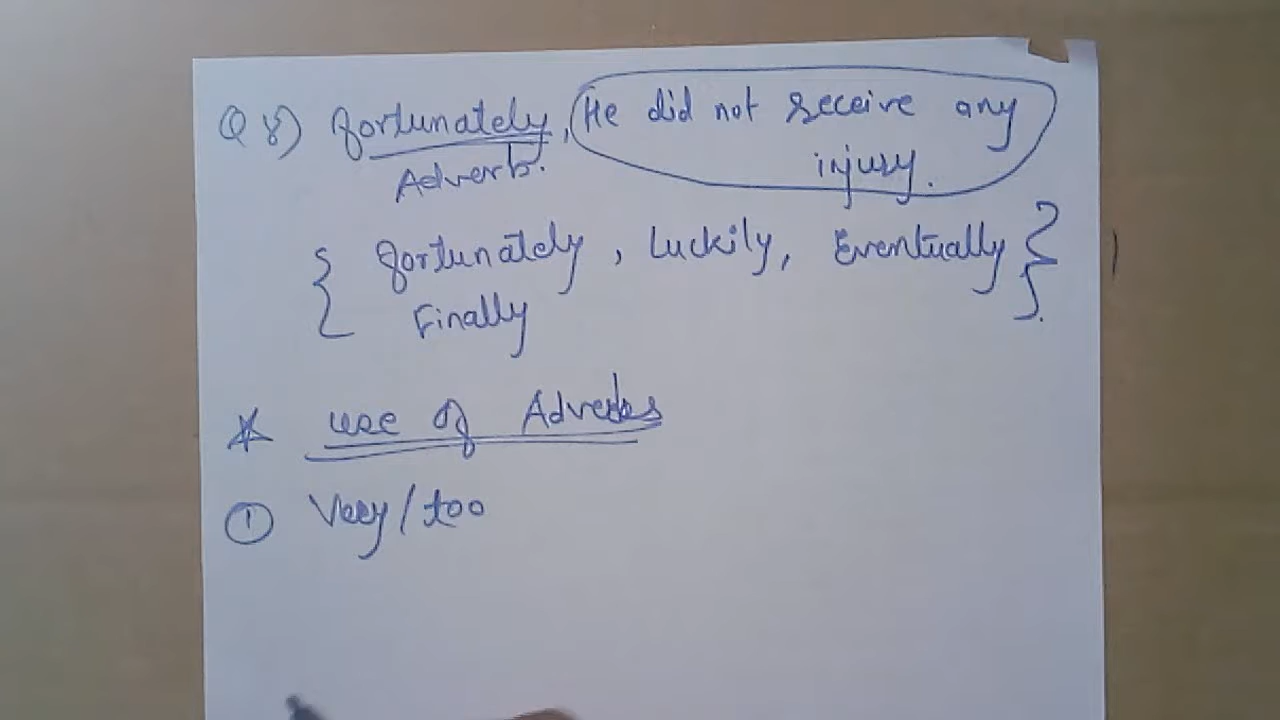 Q 8) Fortunately, He did not receive any
injury.
Adverb.
{ Fortunately, Luckily, Eventually }.
Finally
* use of Adverbs
① Very/too